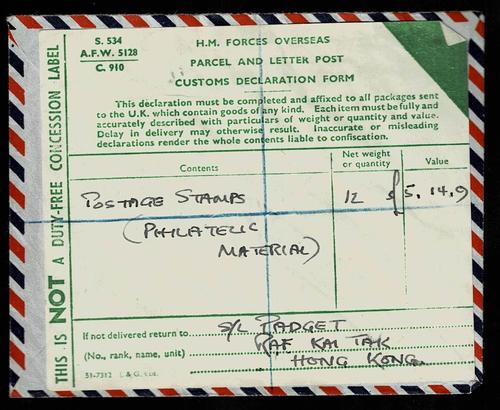 S. 534
A.F.W. 5128
C. 910
H.M. FORCES OVERSEAS
PARCEL AND LETTER POST
CUSTOMS DECLARATION FORM
This declaration must be completed and affixed to all packages sent
to the U.K. which contain goods of any kind. Each item must be fully and
accurately described with particulars of weight or quantity and value.
Delay in delivery may otherwise result. Inaccurate or misleading
declarations render the whole contents liable to confiscation.
Contents
Net weight
or quantity
Value
POSTAGE STAMPS 12 5. 14. 9
(PHILATELIC
MATERIAL)
If not delivered return to S/L PADGET
(No., rank, name, unit) RAF KAI TAK
HONG KONG.
51-7312
THIS IS NOT A DUTY-FREE CONCESSION LABEL